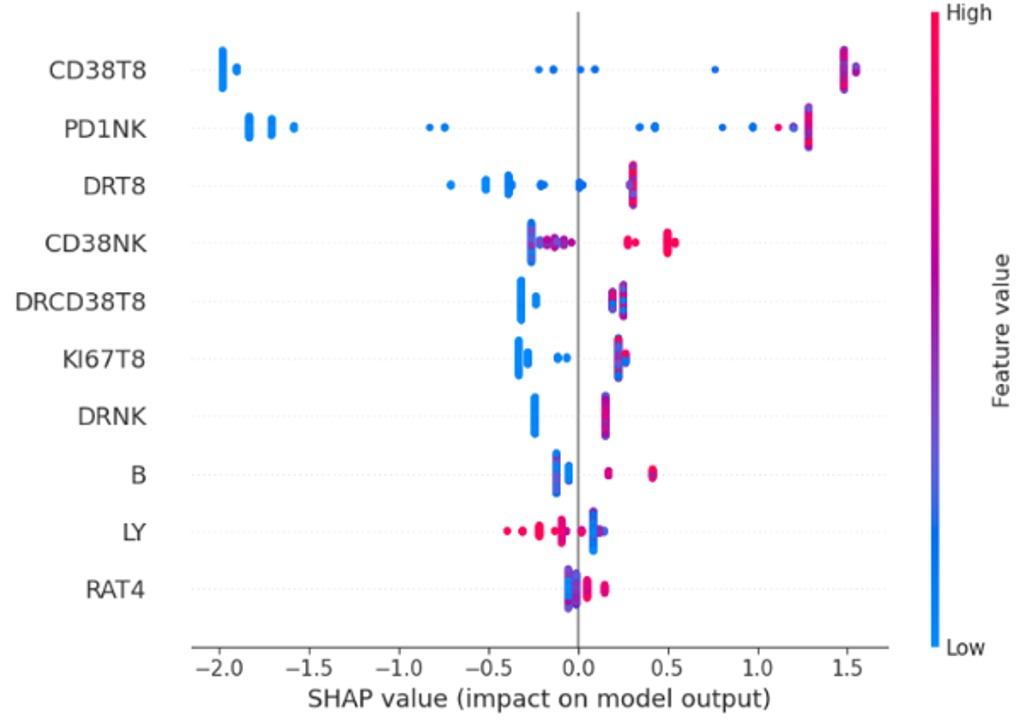 High
CD38T8
PD1NK
DRT8
CD38NK
DRCD38T8
KI67T8
DRNK
B
LY
RAT4
Feature value
Low
−2.0 −1.5 −1.0 −0.5 0.0 0.5 1.0 1.5
SHAP value (impact on model output)